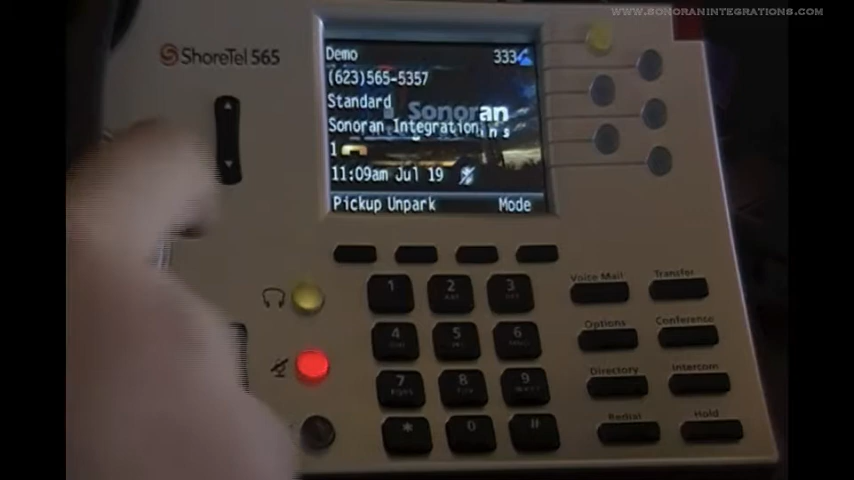 WWW.SONORANINTEGRATIONS.COM
ShoreTel 565
Demo 333
(623)565-5357
Standard
Sonoran
Sonoran Integration
1
11:09am Jul 19
Pickup Unpark Mode
1 2 3
4 5 6
7 8 9
* 0 #
Voice Mail Transfer
Options Conference
Directory Intercom
Redial Hold